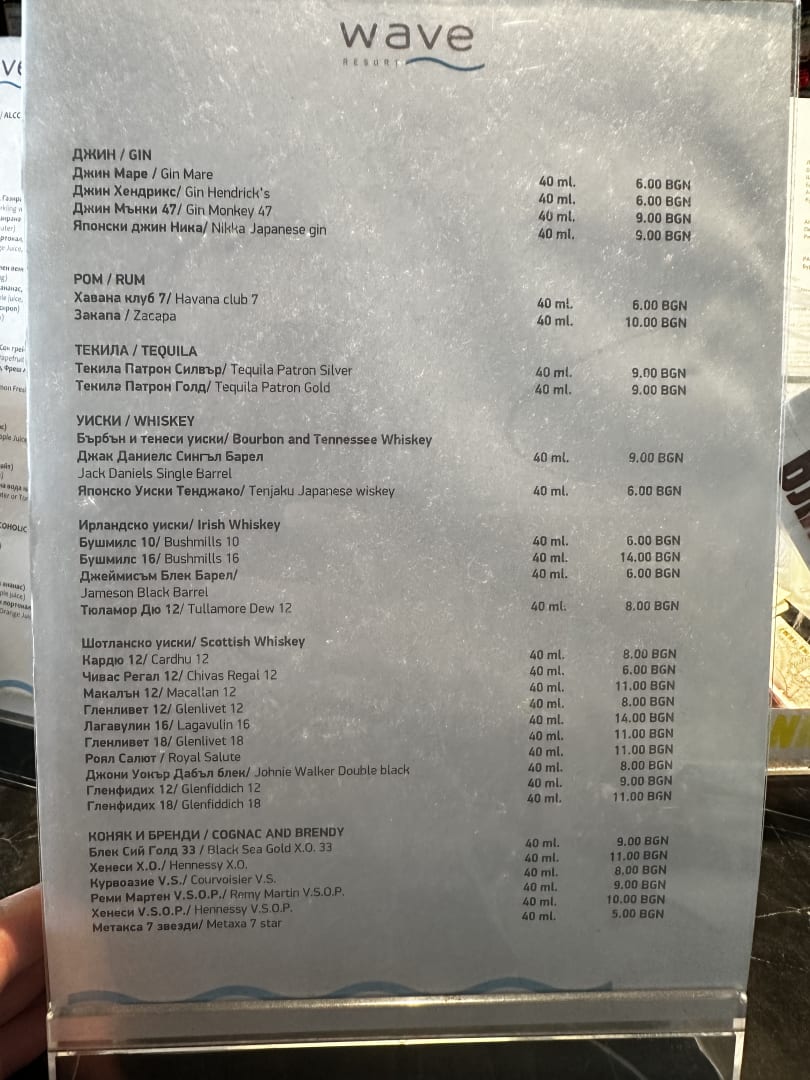 wave
RESORT
ДЖИН / GIN
Джин Маре / Gin Mare 40 ml. 6.00 BGN
Джин Хендрикс/ Gin Hendrick's 40 ml. 6.00 BGN
Джин Мънки 47/ Gin Monkey 47 40 ml. 9.00 BGN
Японски джин Ника/ Nikka Japanese gin 40 ml. 9.00 BGN
РОМ / RUM
Хавана клуб 7/ Havana club 7 40 ml. 6.00 BGN
Закапа / Zacapa 40 ml. 10.00 BGN
ТЕКИЛА / TEQUILA
Текила Патрон Силвър/ Tequila Patron Silver 40 ml. 9.00 BGN
Текила Патрон Голд/ Tequila Patron Gold 40 ml. 9.00 BGN
УИСКИ / WHISKEY
Бърбън и тенеси уиски/ Bourbon and Tennessee Whiskey
Джак Даниелс Сингъл Барел 40 ml. 9.00 BGN
Jack Daniels Single Barrel
Японско Уиски Тенджако/ Tenjaku Japanese wiskey 40 ml. 6.00 BGN
Ирландско уиски/ Irish Whiskey
Бушмилс 10/ Bushmills 10 40 ml. 6.00 BGN
Бушмилс 16/ Bushmills 16 40 ml. 14.00 BGN
Джеймисъм Блек Барел/ 40 ml. 6.00 BGN
Jameson Black Barrel
Тюламор Дю 12/ Tullamore Dew 12 40 ml. 8.00 BGN
Шотланско уиски/ Scottish Whiskey
Кардю 12/ Cardhu 12 40 ml. 8.00 BGN
Чивас Регал 12/ Chivas Regal 12 40 ml. 6.00 BGN
Макалън 12/ Macallan 12 40 ml. 11.00 BGN
Гленливет 12/ Glenlivet 12 40 ml. 8.00 BGN
Лагавулин 16/ Lagavulin 16 40 ml. 14.00 BGN
Гленливет 18/ Glenlivet 18 40 ml. 11.00 BGN
Роял Салют / Royal Salute 40 ml. 11.00 BGN
Джони Уокър Дабъл блек/ Johnie Walker Double black 40 ml. 8.00 BGN
Гленфидих 12/ Glenfiddich 12 40 ml. 9.00 BGN
Гленфидих 18/ Glenfiddich 18 40 ml. 11.00 BGN
КОНЯК И БРЕНДИ / COGNAC AND BRENDY
Блек Сий Голд 33 / Black Sea Gold X.O. 33 40 ml. 9.00 BGN
Хенеси X.O./ Hennessy X.O. 40 ml. 11.00 BGN
Курвоазие V.S./ Courvoisier V.S. 40 ml. 8.00 BGN
Реми Мартен V.S.O.P./ Remy Martin V.S.O.P. 40 ml. 9.00 BGN
Хенеси V.S.O.P./ Hennessy V.S.O.P. 40 ml. 10.00 BGN
Метакса 7 звезди/ Metaxa 7 star 40 ml. 5.00 BGN